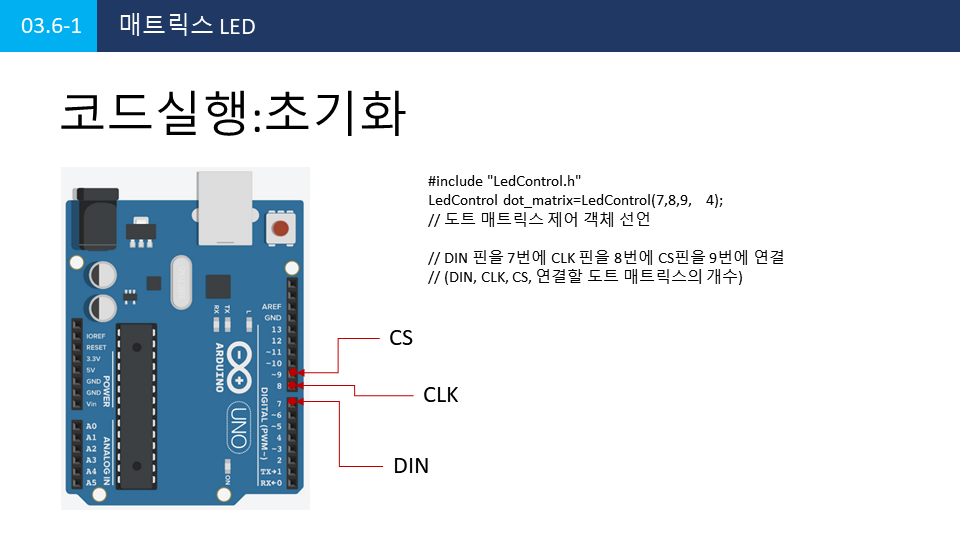 03.6-1
매트릭스 LED
코드실행:초기화
#include "LedControl.h"
LedControl dot_matrix=LedControl(7,8,9, 4);
// 도트 매트릭스 제어 객체 선언
// DIN 핀을 7번에 CLK 핀을 8번에 CS핀을 9번에 연결
// (DIN, CLK, CS, 연결할 도트 매트릭스의 개수)
AREF
GND
13
12
~11
~10
~9
8
7
~6
~5
4
~3
2
TX→1
RX←0
RX
TX
L
ARDUINO
UNO
DIGITAL (PWM~)
ON
IOREF
RESET
3.3V
5V
GND
GND
Vin
POWER
A0
A1
A2
A3
A4
A5
ANALOG IN
CS
CLK
DIN